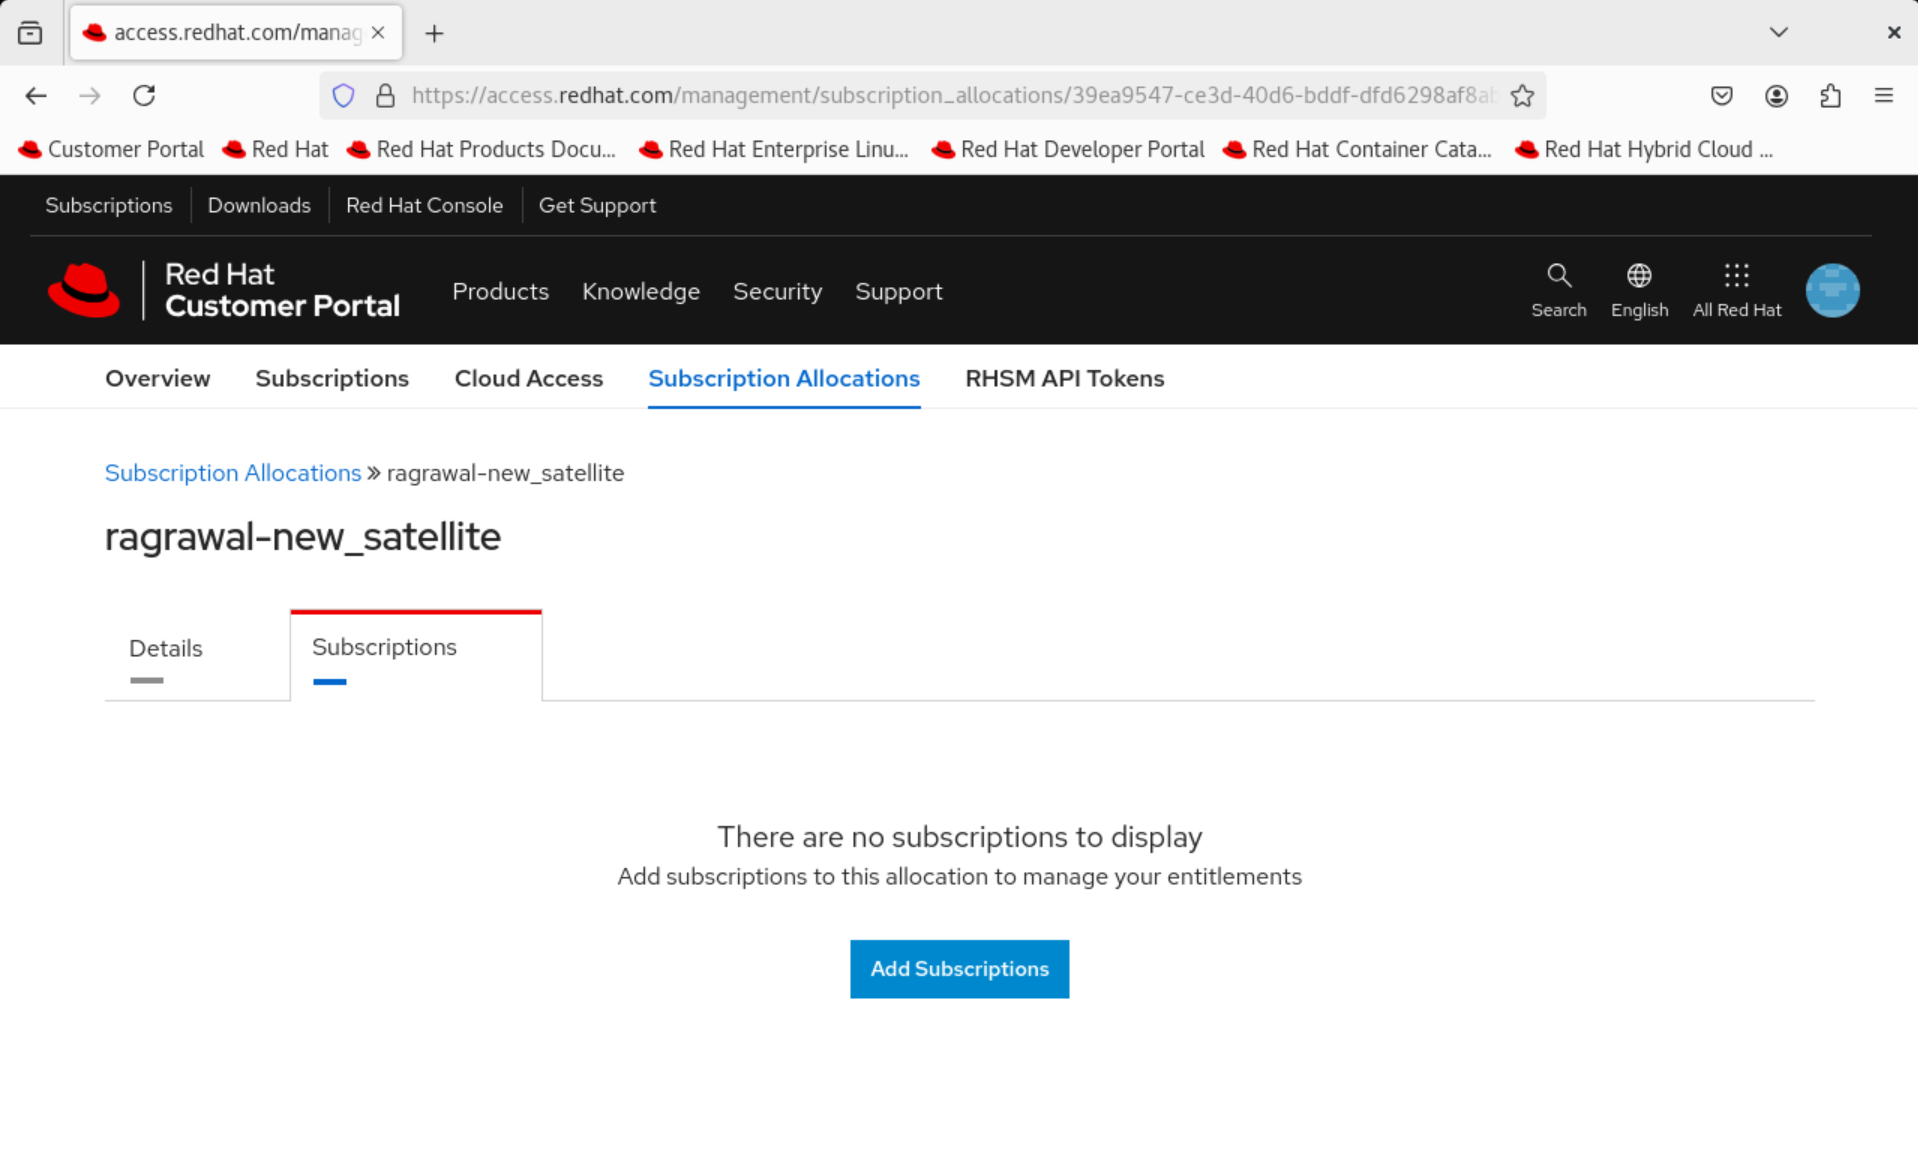 access.redhat.com/manag
https://access.redhat.com/management/subscription_allocations/39ea9547-ce3d-40d6-bddf-dfd6298af8ab
Customer Portal Red Hat Red Hat Products Docu... Red Hat Enterprise Linu... Red Hat Developer Portal Red Hat Container Cata... Red Hat Hybrid Cloud ...
Subscriptions Downloads Red Hat Console Get Support
Red Hat
Customer Portal
Products Knowledge Security Support
Search English All Red Hat
Overview Subscriptions Cloud Access Subscription Allocations RHSM API Tokens
Subscription Allocations » ragrawal-new_satellite
ragrawal-new_satellite
Details Subscriptions
There are no subscriptions to display
Add subscriptions to this allocation to manage your entitlements
Add Subscriptions